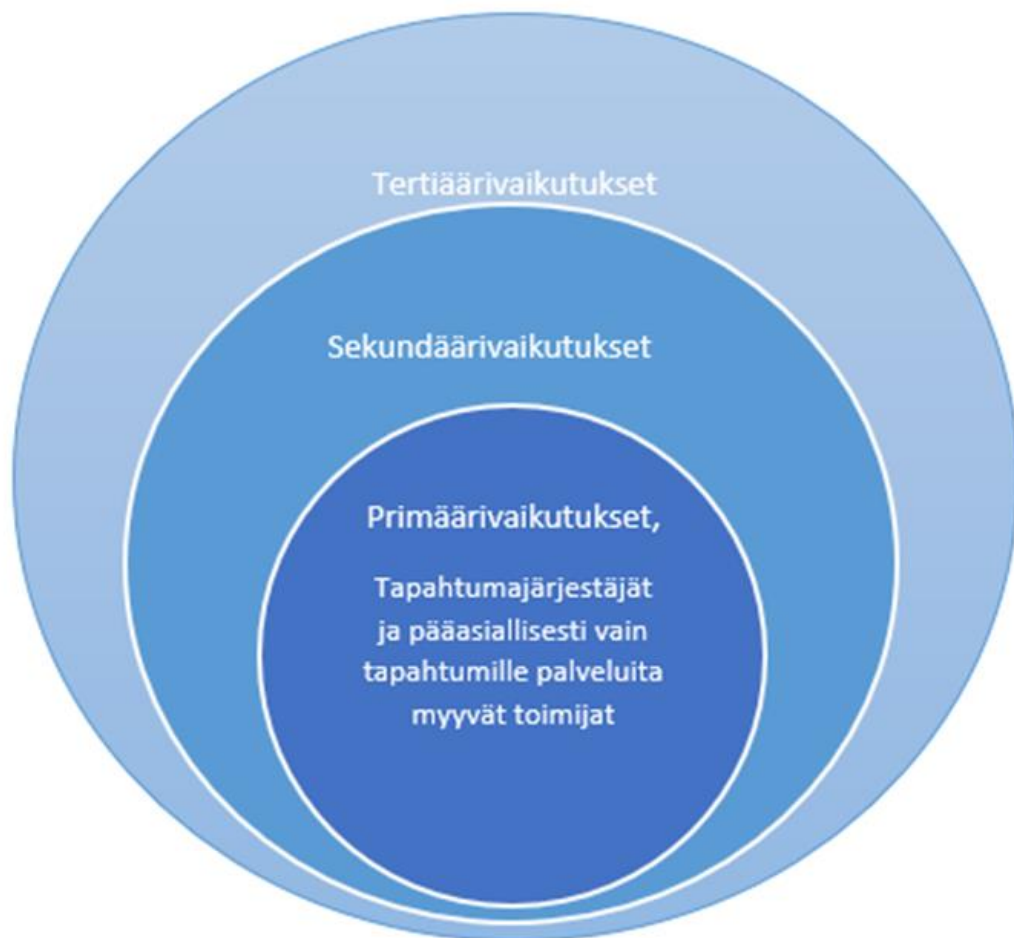 Tertiäärivaikutukset
Sekundäärivaikutukset
Primäärivaikutukset,
Tapahtumajärjestäjät
ja pääasiallisesti vain
tapahtumille palveluita
myyvät toimijat